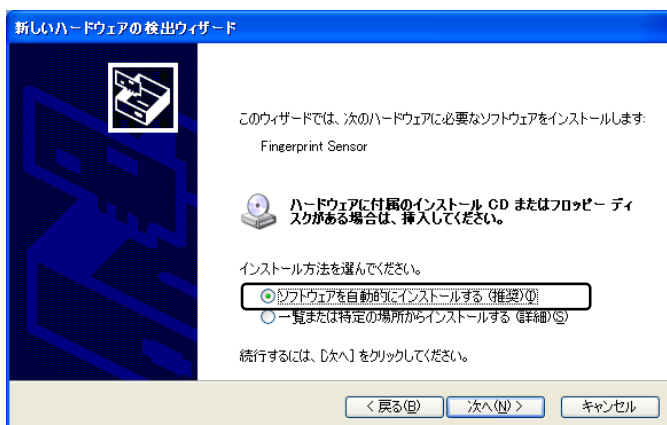 新しいハードウェアの検出ウィザード
このウィザードでは、次のハードウェアに必要なソフトウェアをインストールします:
Fingerprint Sensor
ハードウェアに付属のインストール CD またはフロッピー ディ
スクがある場合は、挿入してください。
インストール方法を選んでください。
ソフトウェアを自動的にインストールする (推奨)(I)
一覧または特定の場所からインストールする (詳細)(S)
続行するには、[次へ] をクリックしてください。
< 戻る(B) 次へ(N) > キャンセル